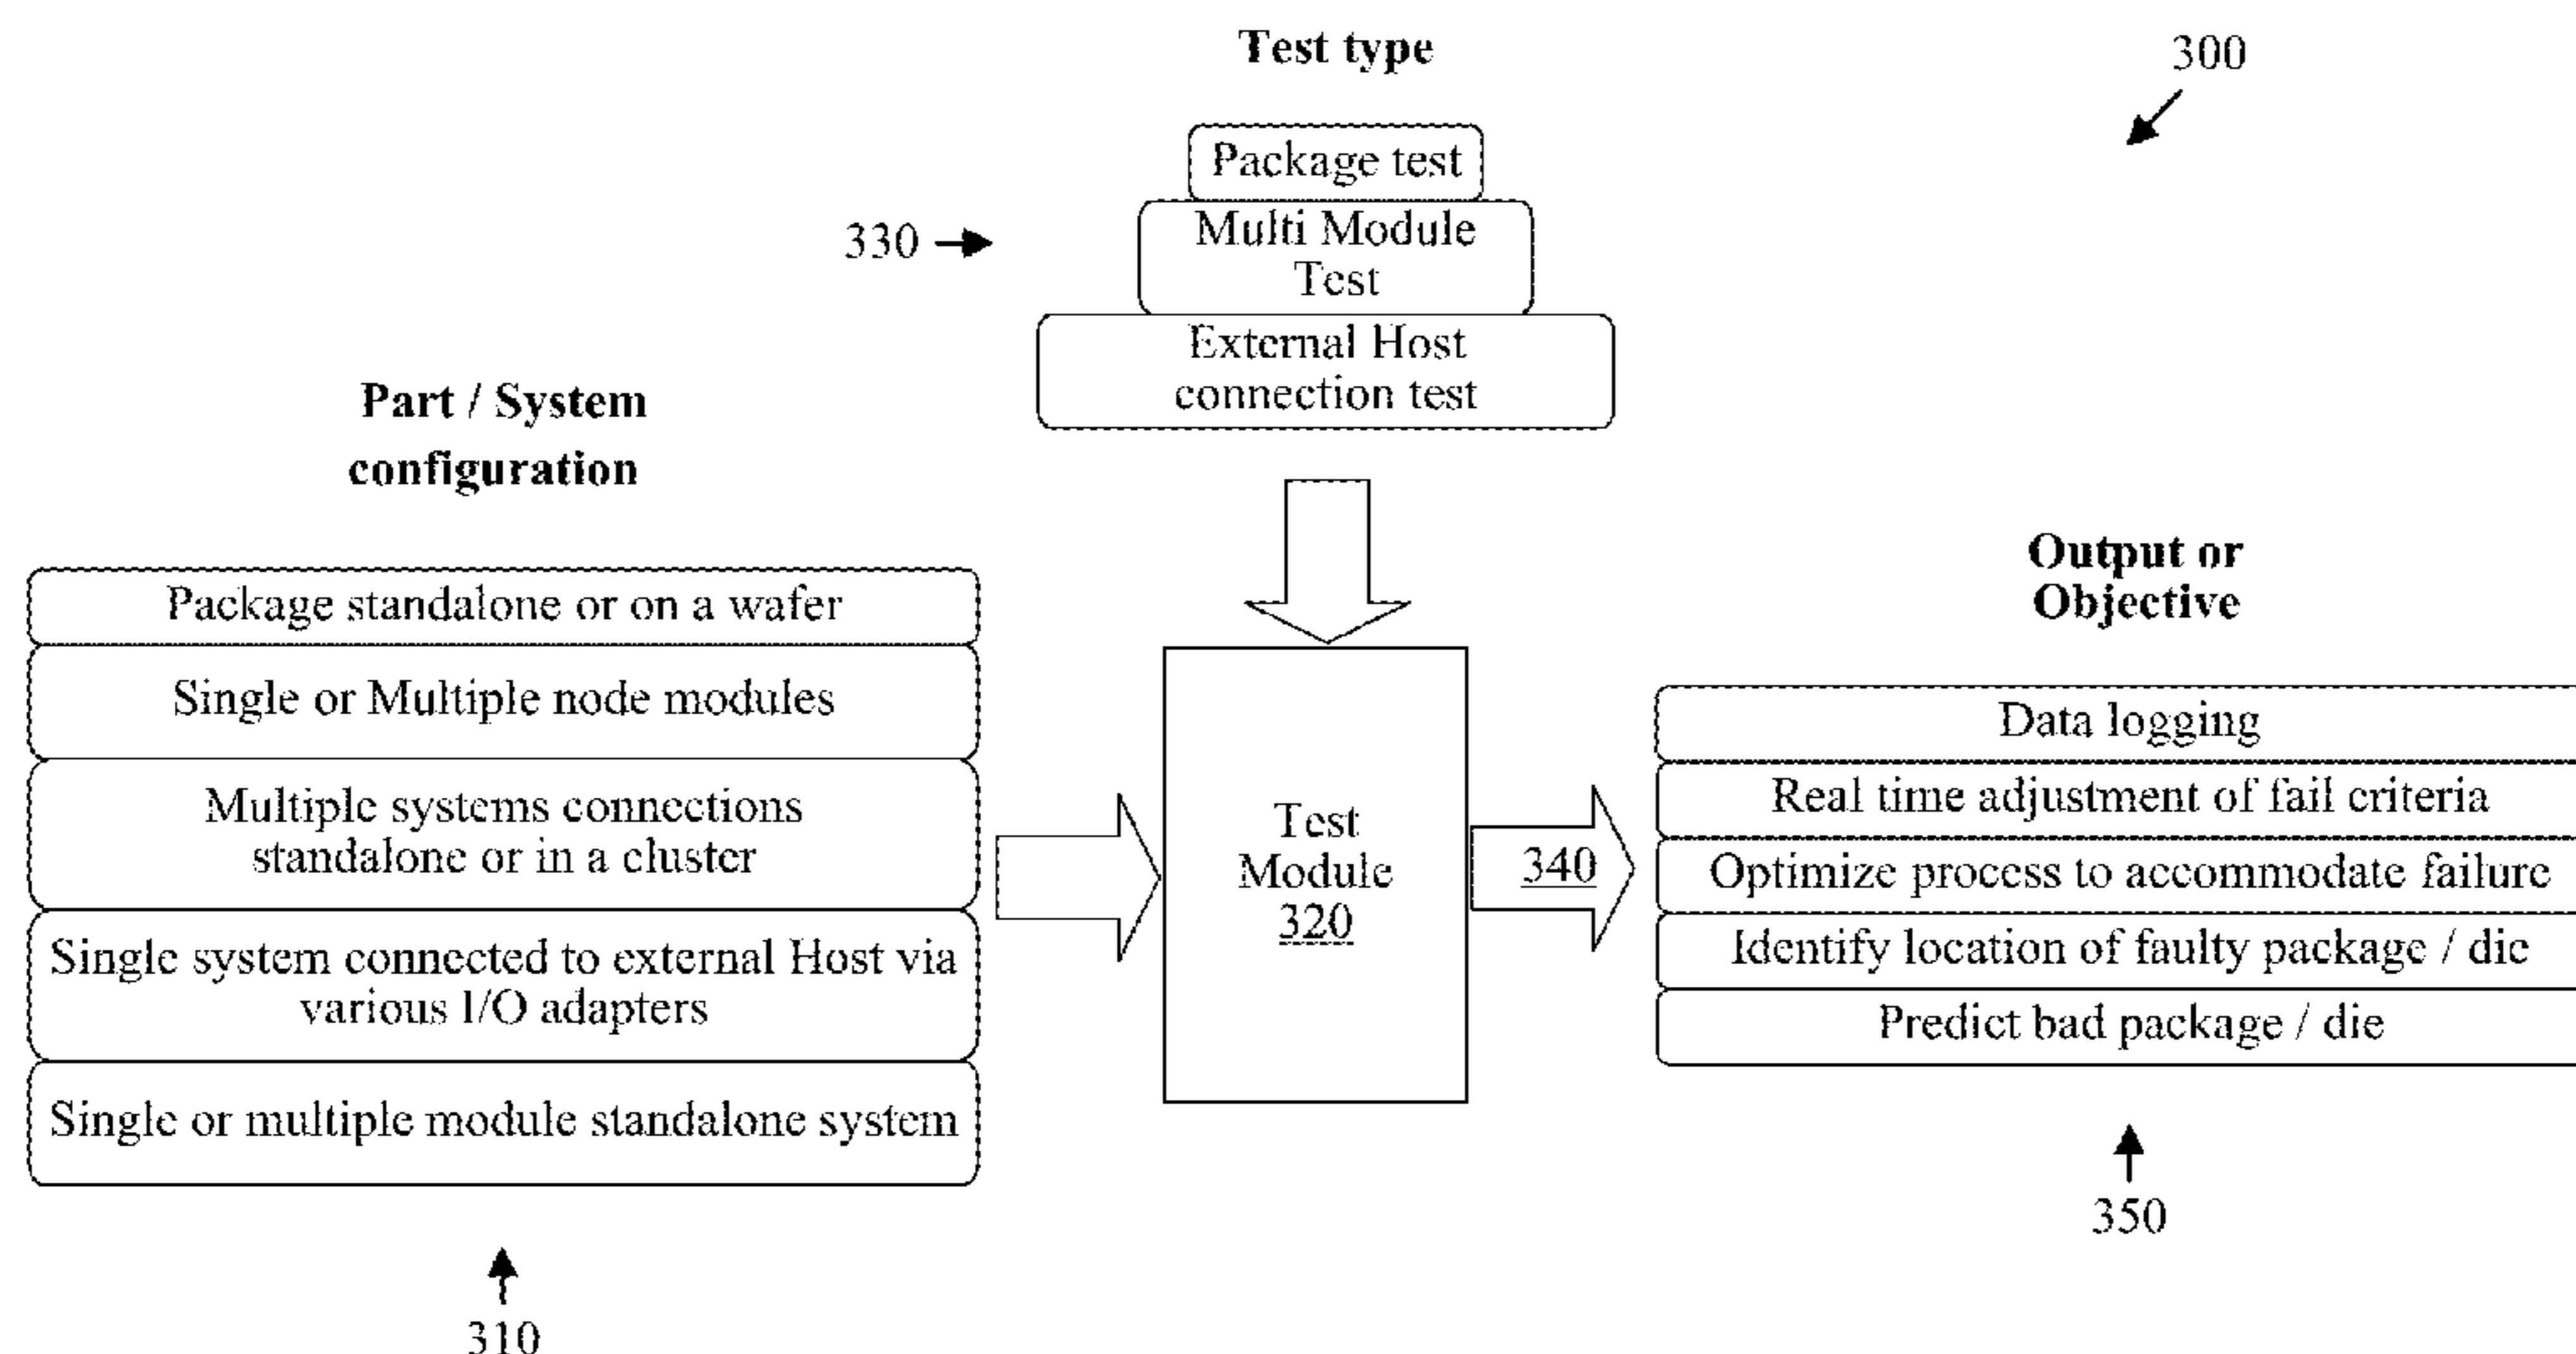 Test type
300
Package test
Multi Module
Test
330
External Host
connection test
Part / System
configuration
Package standalone or on a wafer
Single or Multiple node modules
Multiple systems connections
standalone or in a cluster
Single system connected to external Host via
various I/O adapters
Single or multiple module standalone system
310
Test
Module
320
340
Output or
Objective
Data logging
Real time adjustment of fail criteria
Optimize process to accommodate failure
Identify location of faulty package / die
Predict bad package / die
350